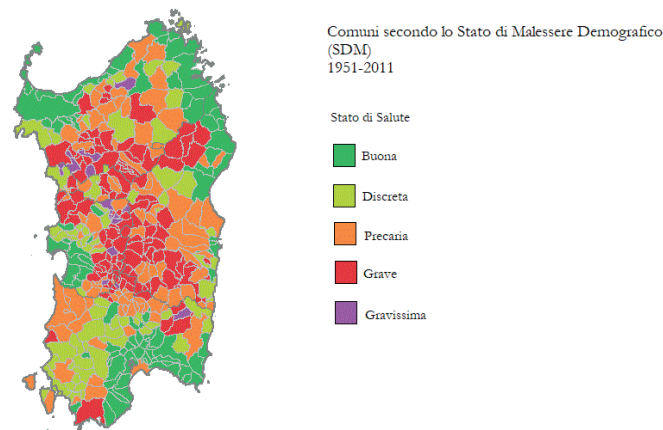 Comuni secondo lo Stato di Malessere Demografico
(SDM)
1951-2011
Stato di Salute
Buona
Discreta
Precaria
Grave
Gravissima